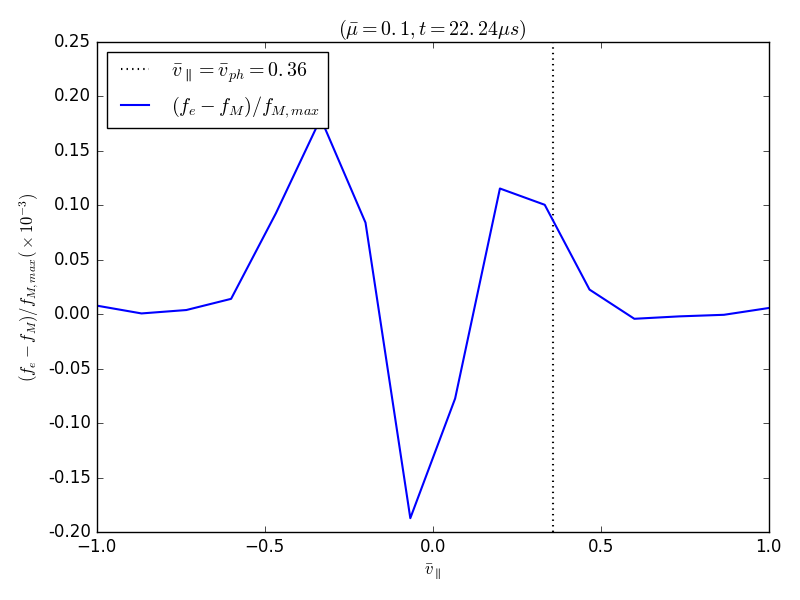 (μ̄ = 0.1, t = 22.24μs)
v̄∥ = v̄ph = 0.36
(fe − fM)/fM,max
0.25
0.20
0.15
0.10
0.05
0.00
-0.05
-0.10
-0.15
-0.20
(fe − fM)/fM,max(×10⁻³)
−1.0 −0.5 0.0 0.5 1.0
v̄∥